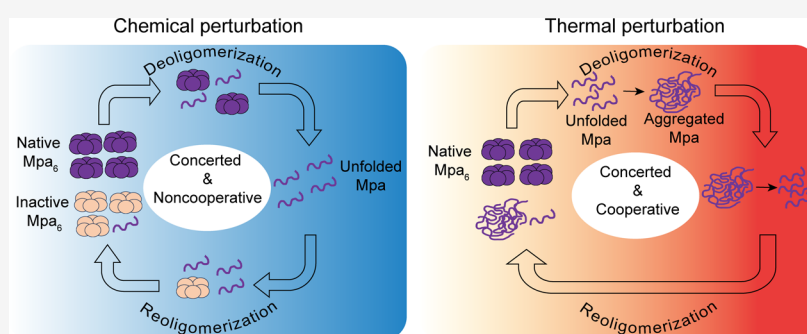 Chemical perturbation
Deoligomerization
Native
Mpa₆
Inactive
Mpa₆
Concerted
&
Noncooperative
Unfolded
Mpa
Reoligomerization
Thermal perturbation
Deoligomerization
Unfolded
Mpa
Aggregated
Mpa
Native
Mpa₆
Concerted
&
Cooperative
Reoligomerization